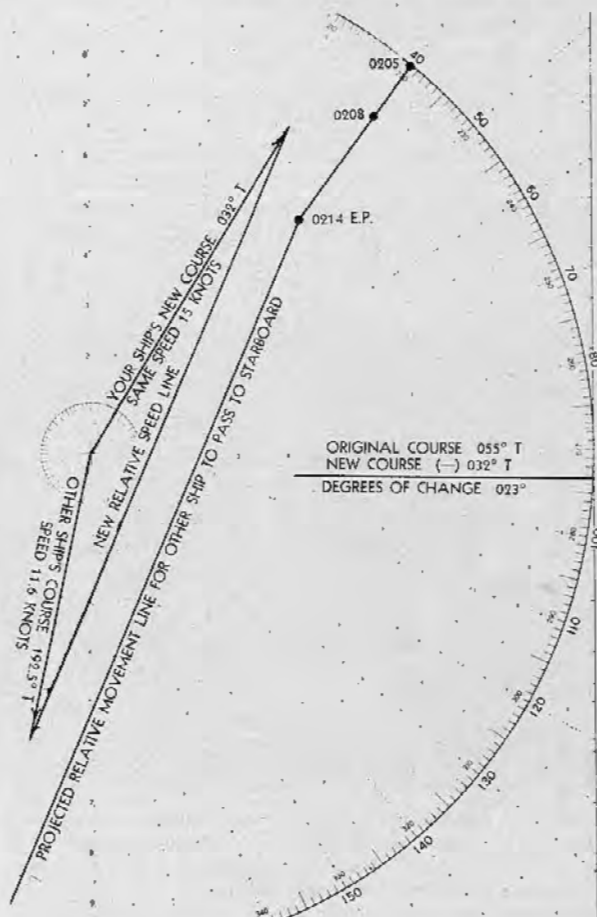 0205
40
0208
50
0214 E.P.
60
70
80
YOUR SHIP'S NEW COURSE 032° T
SAME SPEED 15 KNOTS
NEW RELATIVE SPEED LINE
OTHER SHIP'S COURSE 192.5° T
SPEED 11.6 KNOTS
PROJECTED RELATIVE MOVEMENT LINE FOR OTHER SHIP TO PASS TO STARBOARD
ORIGINAL COURSE 055° T
NEW COURSE (—) 032° T
DEGREES OF CHANGE 023°
100
110
120
130
140
150